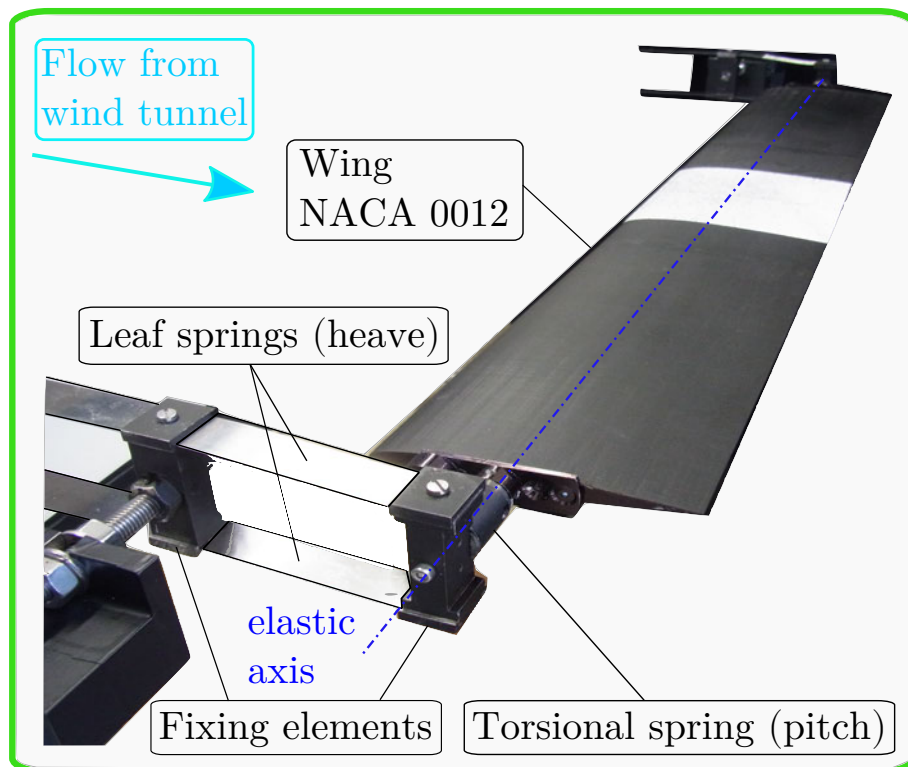 Flow from
wind tunnel
Wing
NACA 0012
Leaf springs (heave)
elastic
axis
Fixing elements
Torsional spring (pitch)